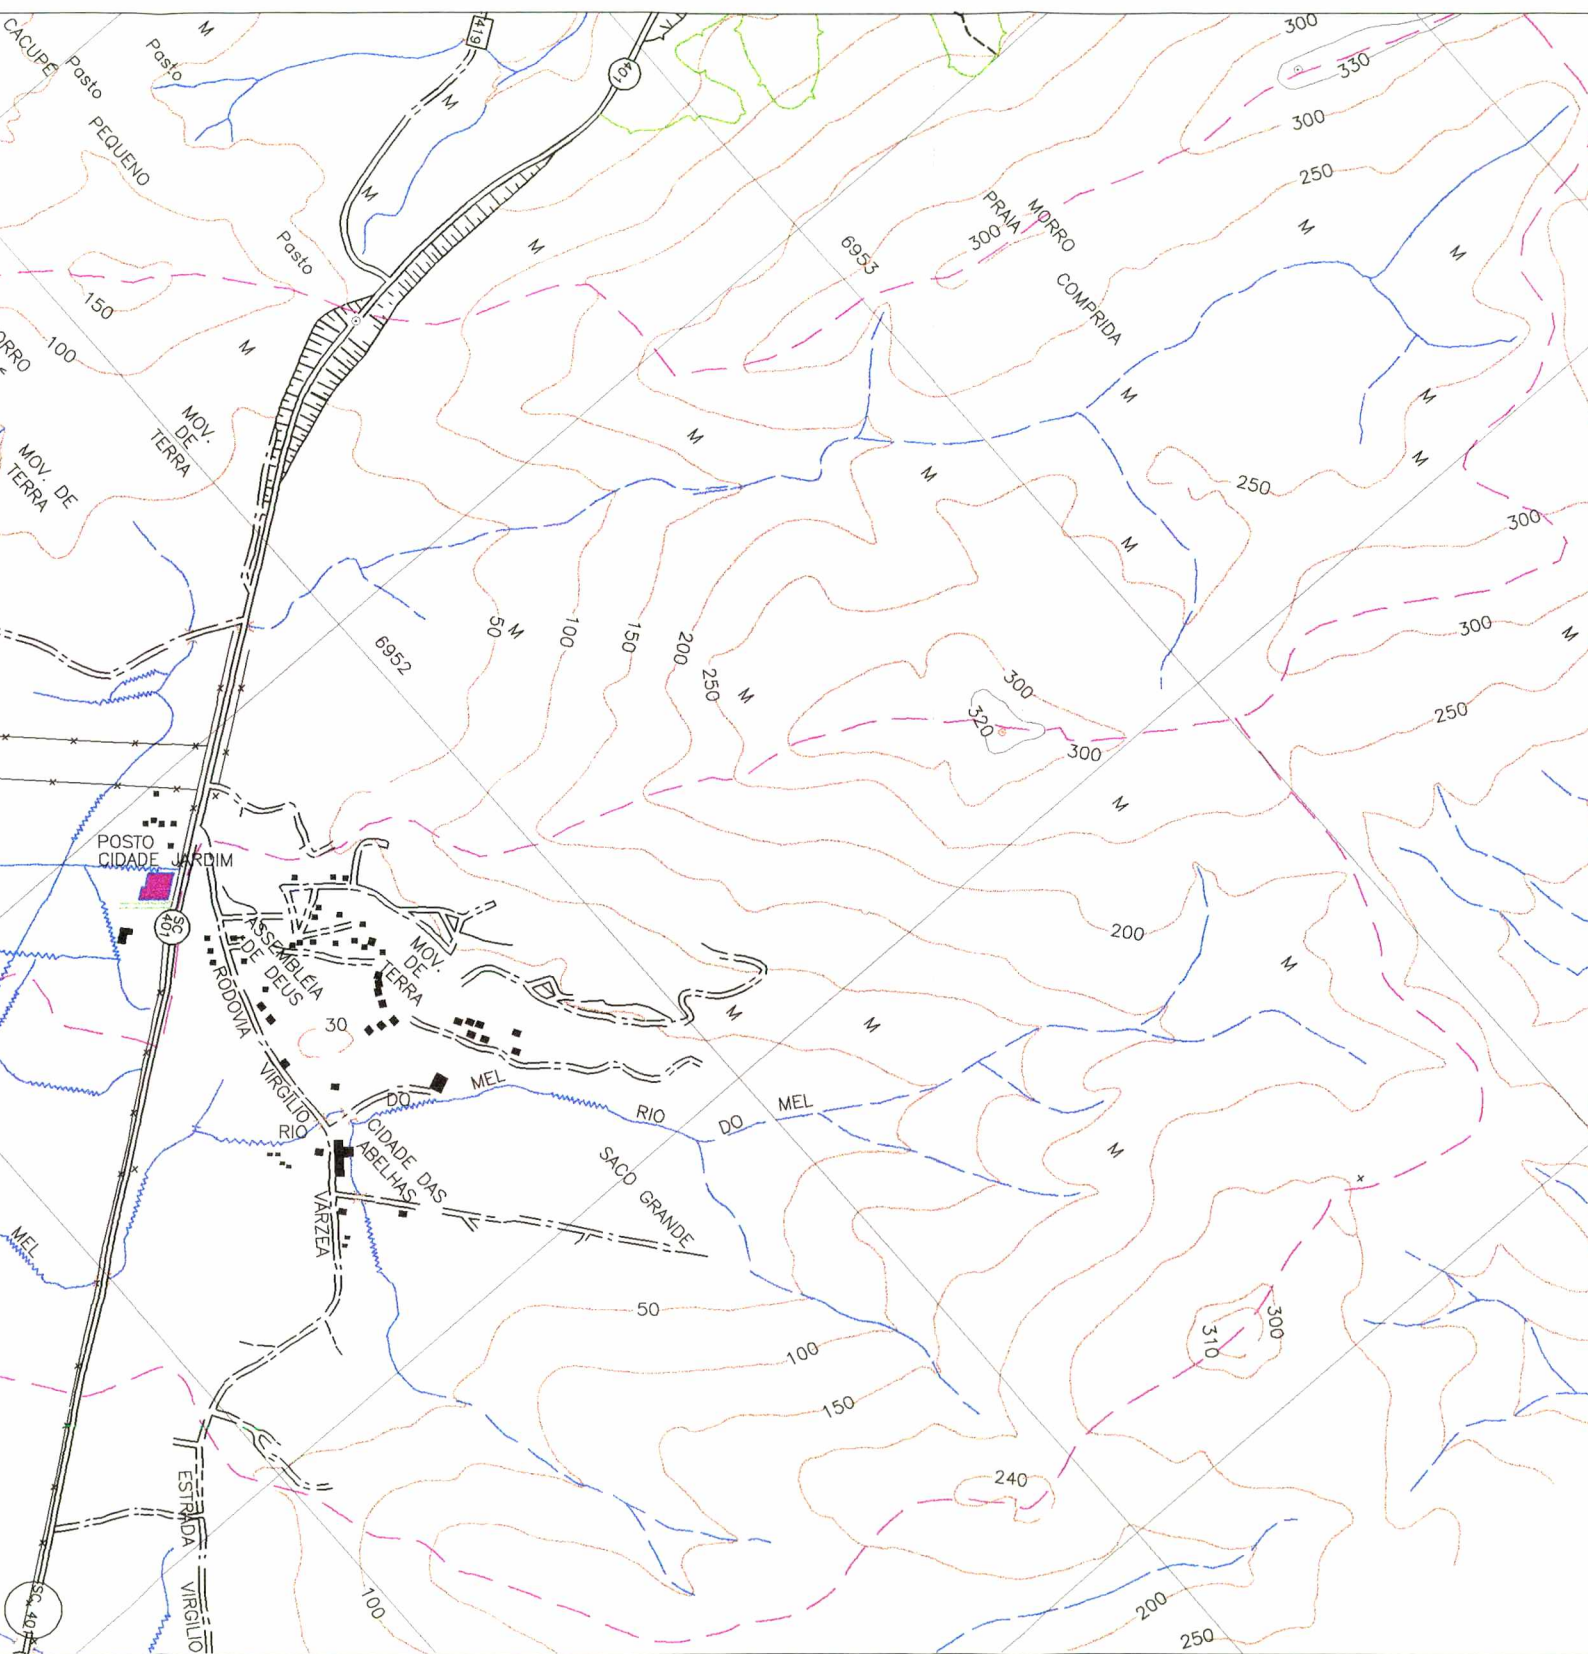 CACUPÉ
Pasto
Pasto
M
419
401
PEQUENO
M
300
330
300
250
M
M
Pasto
150
100
ORRO
M
M
MORRO
PRAIA
300
COMPRIDA
6953
M
MOV.
DE
TERRA
MOV. DE
TERRA
M
M
M
M
M
250
300
M
50
M
100
150
200
250
6952
M
300
320
300
300
M
250
M
POSTO
CIDADE JARDIM
SC
401
ASSEMBLÉIA
DE DEUS
MOV.
DE
TERRA
RODOVIA
30
200
M
M
M
VIRGILIO
RIO
DO
MEL
RIO
DO
MEL
CIDADE DAS
ABELHAS
SACO GRANDE
M
VÁRZEA
MEL
50
100
150
300
310
240
ESTRADA
VIRGILIO
100
SC 401
200
250